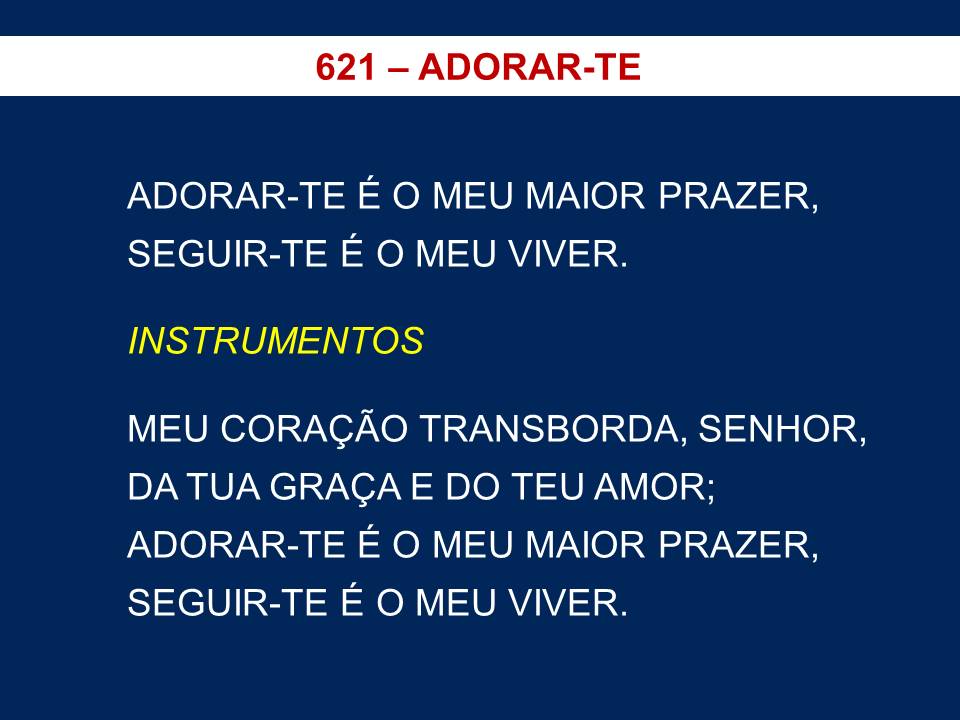 621 – ADORAR-TE
ADORAR-TE É O MEU MAIOR PRAZER,
SEGUIR-TE É O MEU VIVER.
INSTRUMENTOS
MEU CORAÇÃO TRANSBORDA, SENHOR,
DA TUA GRAÇA E DO TEU AMOR;
ADORAR-TE É O MEU MAIOR PRAZER,
SEGUIR-TE É O MEU VIVER.